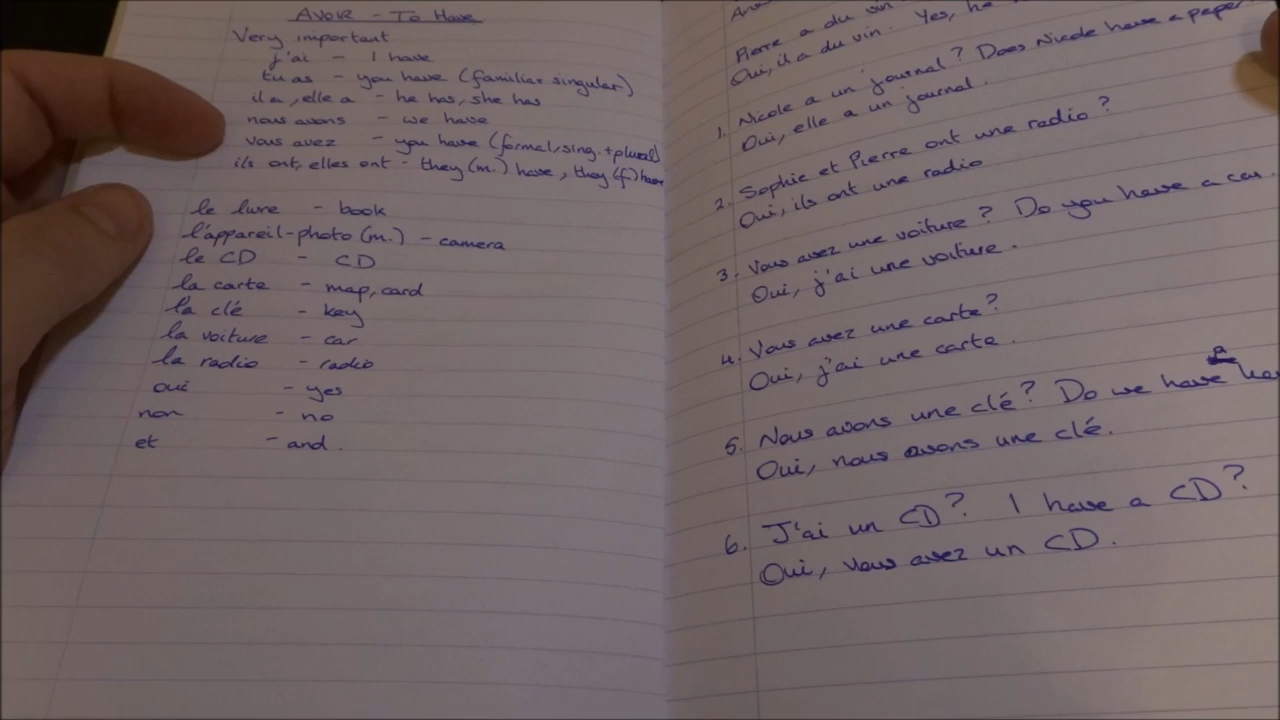 AVOIR - To Have
Very important
j'ai - I have
tu as - you have (familiar singular)
il a, elle a - he has, she has
nous avons - we have
vous avez - you have (formal, sing. + plural)
ils ont, elles ont - they (m.) have, they (f) have
le livre - book
l'appareil-photo (m.) - camera
le CD - CD
la carte - map, card
la clé - key
la voiture - car
la radio - radio
oui - yes
non - no
et - and.
Pierre a du vin
Oui, il a du vin. Yes, he
1. Nicole a un journal? Does Nicole have a paper
Oui, elle a un journal.
2. Sophie et Pierre ont une radio?
Oui, ils ont une radio
3. Vous avez une voiture? Do you have a car
Oui, j'ai une voiture.
4. Vous avez une carte?
Oui, j'ai une carte.
5. Nous avons une clé? Do we have a
Oui, nous avons une clé.
6. J'ai un CD? I have a CD?
Oui, vous avez un CD.